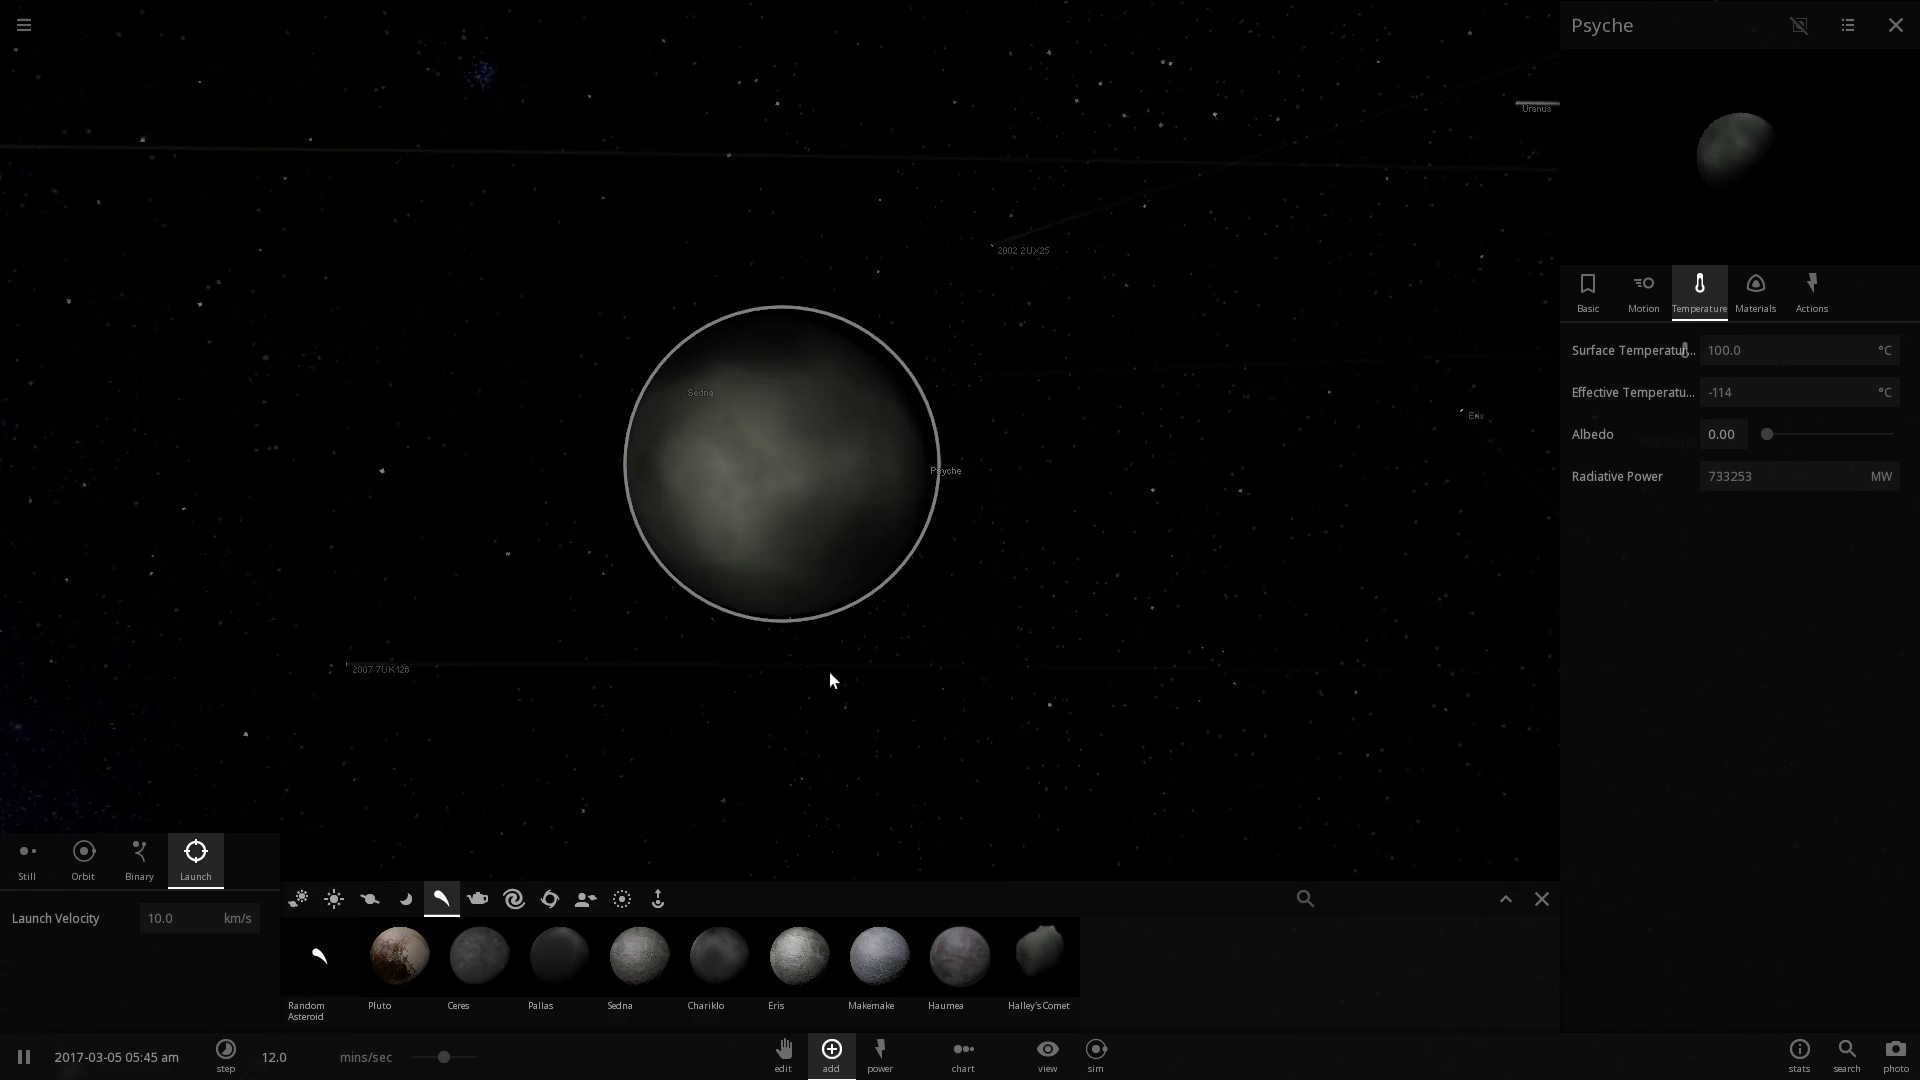 Psyche
Uranus
2002 2UX25
Basic
Motion
Temperature
Materials
Actions
Surface Temperatur...
100.0
°C
Effective Temperatu...
-114
°C
Albedo
0.00
Radiative Power
733253
MW
Sedna
Eris
Psyche
2007 7UK126
Still
Orbit
Binary
Launch
Launch Velocity
10.0
km/s
Random
Asteroid
Pluto
Ceres
Pallas
Sedna
Chariklo
Eris
Makemake
Haumea
Halley's Comet
2017-03-05 05:45 am
step
12.0
mins/sec
edit
add
power
chart
view
sim
stats
search
photo